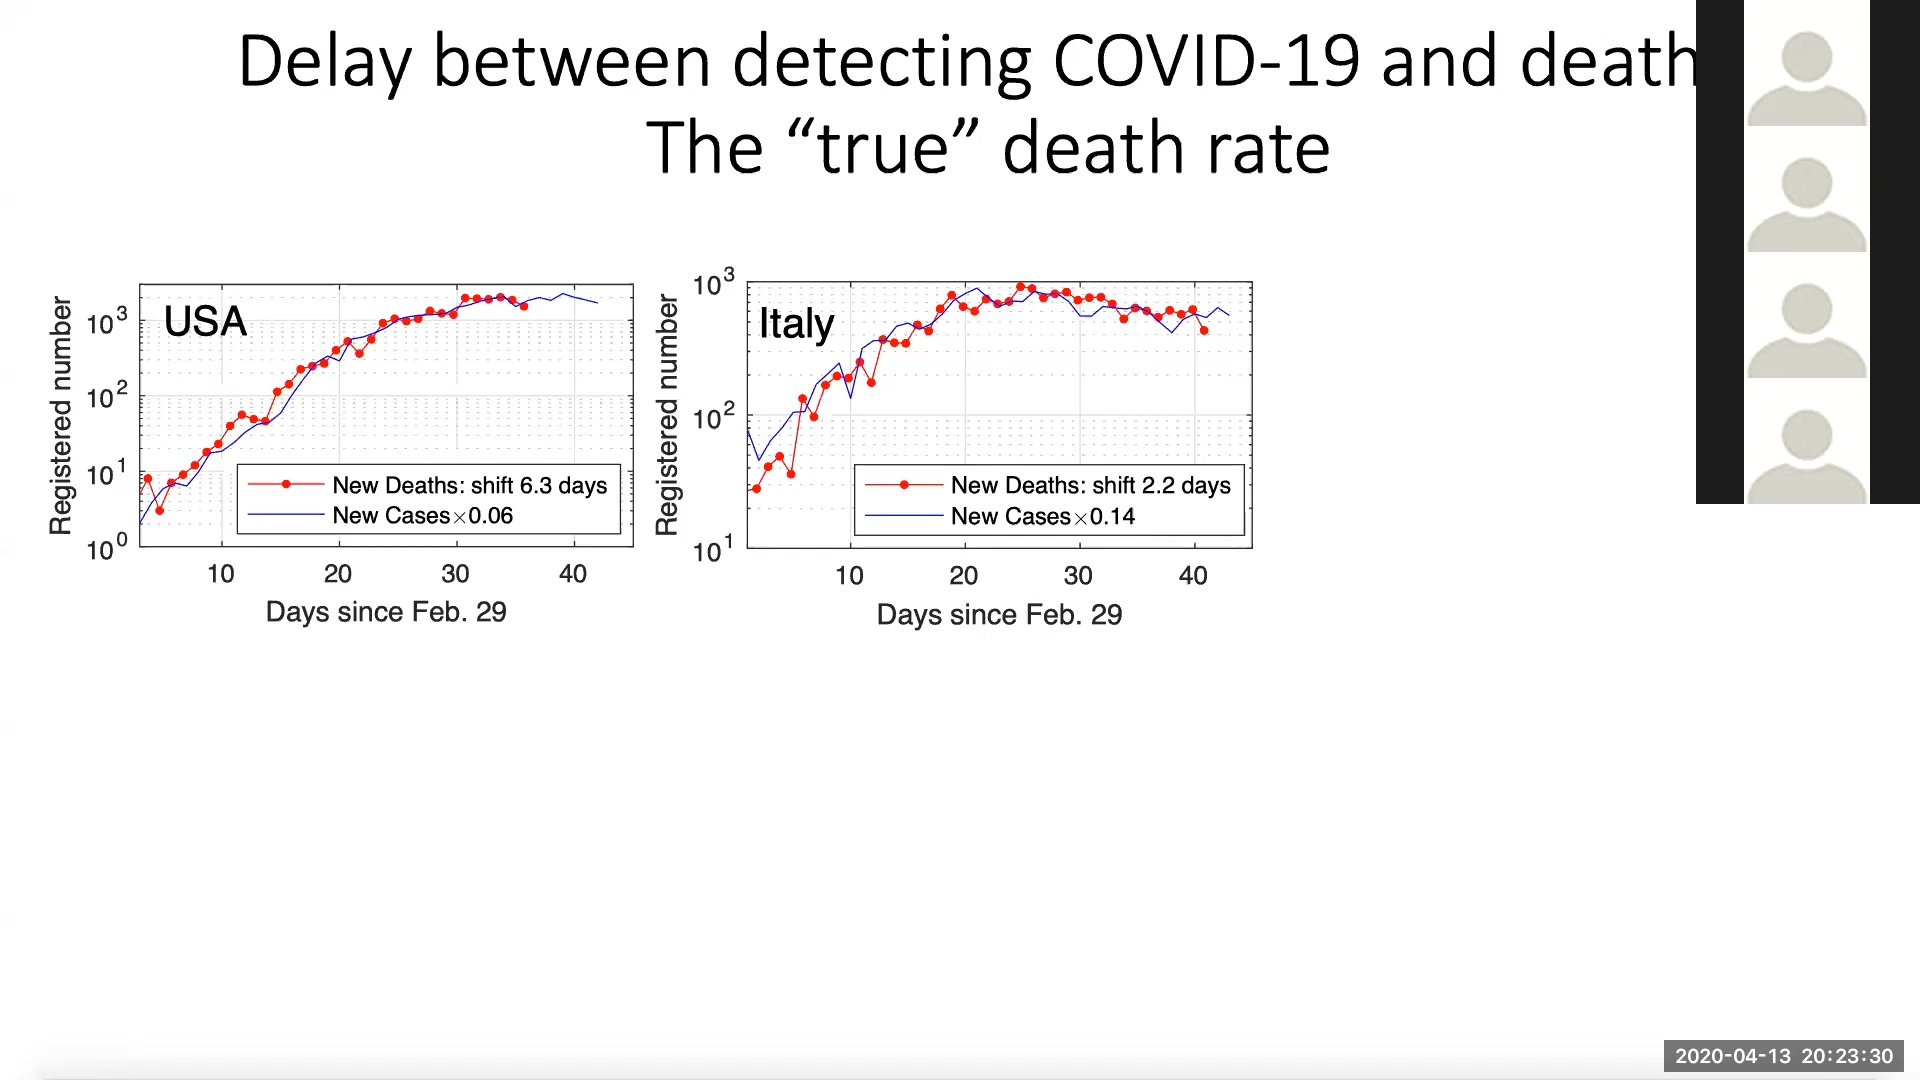 Delay between detecting COVID-19 and death
The “true” death rate
USA
Registered number
10^3
10^2
10^1
10^0
New Deaths: shift 6.3 days
New Cases×0.06
10 20 30 40
Days since Feb. 29
Italy
Registered number
10^3
10^2
10^1
New Deaths: shift 2.2 days
New Cases×0.14
10 20 30 40
Days since Feb. 29
2020-04-13 20:23:30